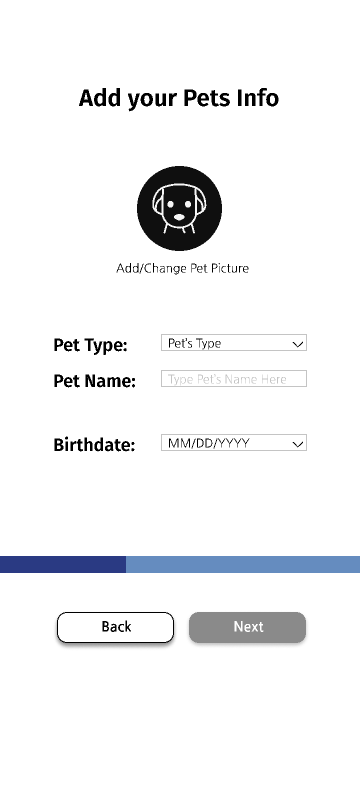 Add your Pets Info
Add/Change Pet Picture
Pet Type: Pet's Type
Pet Name: Type Pet's Name Here
Birthdate: MM/DD/YYYY
Back Next